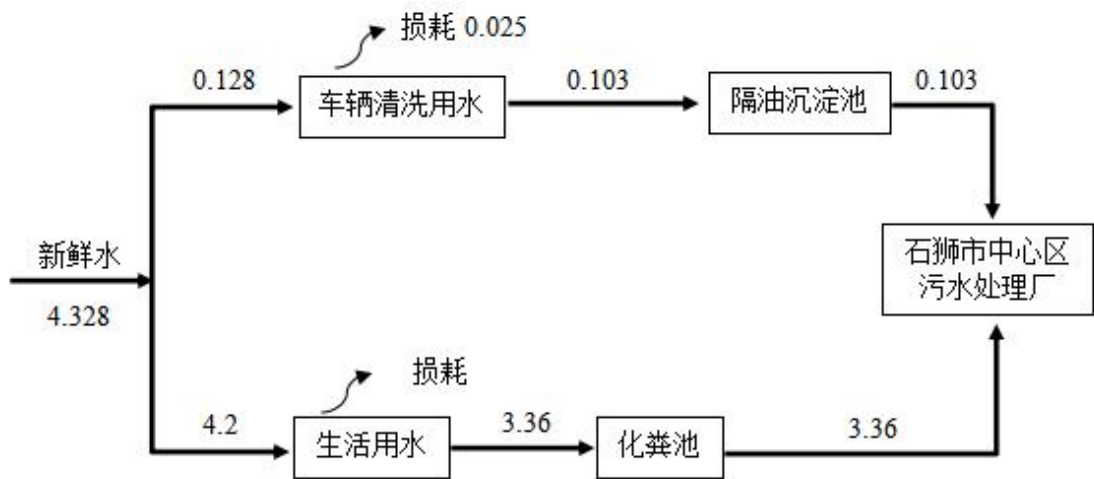 损耗 0.025
0.128
车辆清洗用水
0.103
隔油沉淀池
0.103
新鲜水
4.328
石狮市中心区
污水处理厂
损耗
4.2
生活用水
3.36
化粪池
3.36